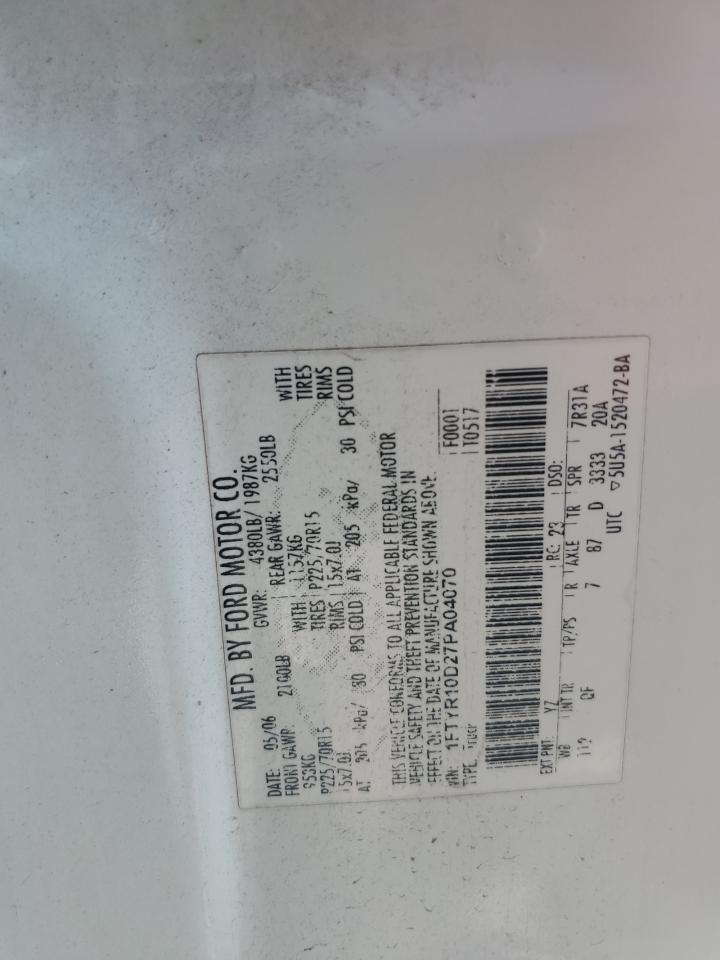 MFD. BY FORD MOTOR CO.
DATE: 05/06 GVWR: 4380LB/ 1987KG
FRONT GAWR: 2100LB REAR GAWR: 2550LB
953KG WITH 1157KG WITH
P225/70R15 TIRES P225/70R15 TIRES
15x7.0J RIMS 15x7.0J RIMS
AT 205 kPa/ 30 PSI COLD AT 205 kPa/ 30 PSI COLD
THIS VEHICLE CONFORMS TO ALL APPLICABLE FEDERAL MOTOR
VEHICLE SAFETY AND THEFT PREVENTION STANDARDS IN
EFFECT ON THE DATE OF MANUFACTURE SHOWN ABOVE.
VIN: 1FTYR10D27PA04070 F0001
TYPE: TRUCK T0517
EXT PNT: YZ RC: 23 DSO:
WB INT TR TP/PS R AXLE TR SPR 7R31A
112 QF 7 87 D 3333 20A
UTC ▽5U5A-1520472-BA